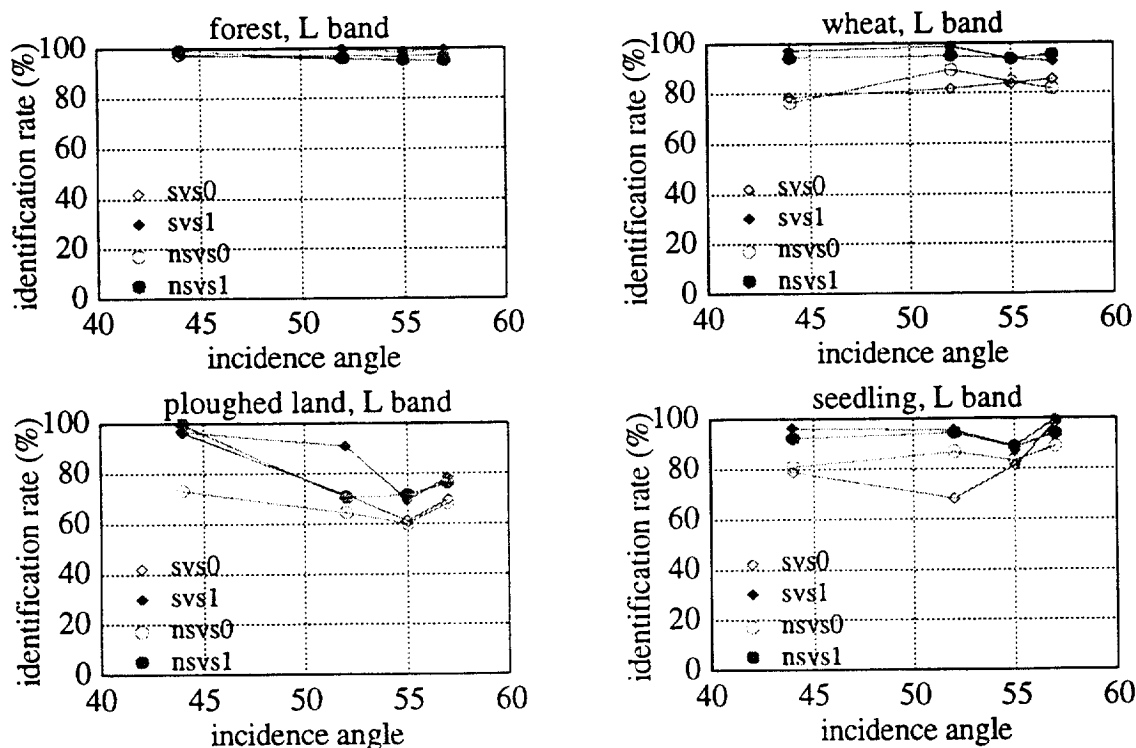 forest, L band
identification rate (%)
100
80
60
40
20
0
svs0
svs1
nsvs0
nsvs1
40 45 50 55 60
incidence angle
wheat, L band
identification rate (%)
100
80
60
40
20
0
svs0
svs1
nsvs0
nsvs1
40 45 50 55 60
incidence angle
ploughed land, L band
identification rate (%)
100
80
60
40
20
0
svs0
svs1
nsvs0
nsvs1
40 45 50 55 60
incidence angle
seedling, L band
identification rate (%)
100
80
60
40
20
0
svs0
svs1
nsvs0
nsvs1
40 45 50 55 60
incidence angle